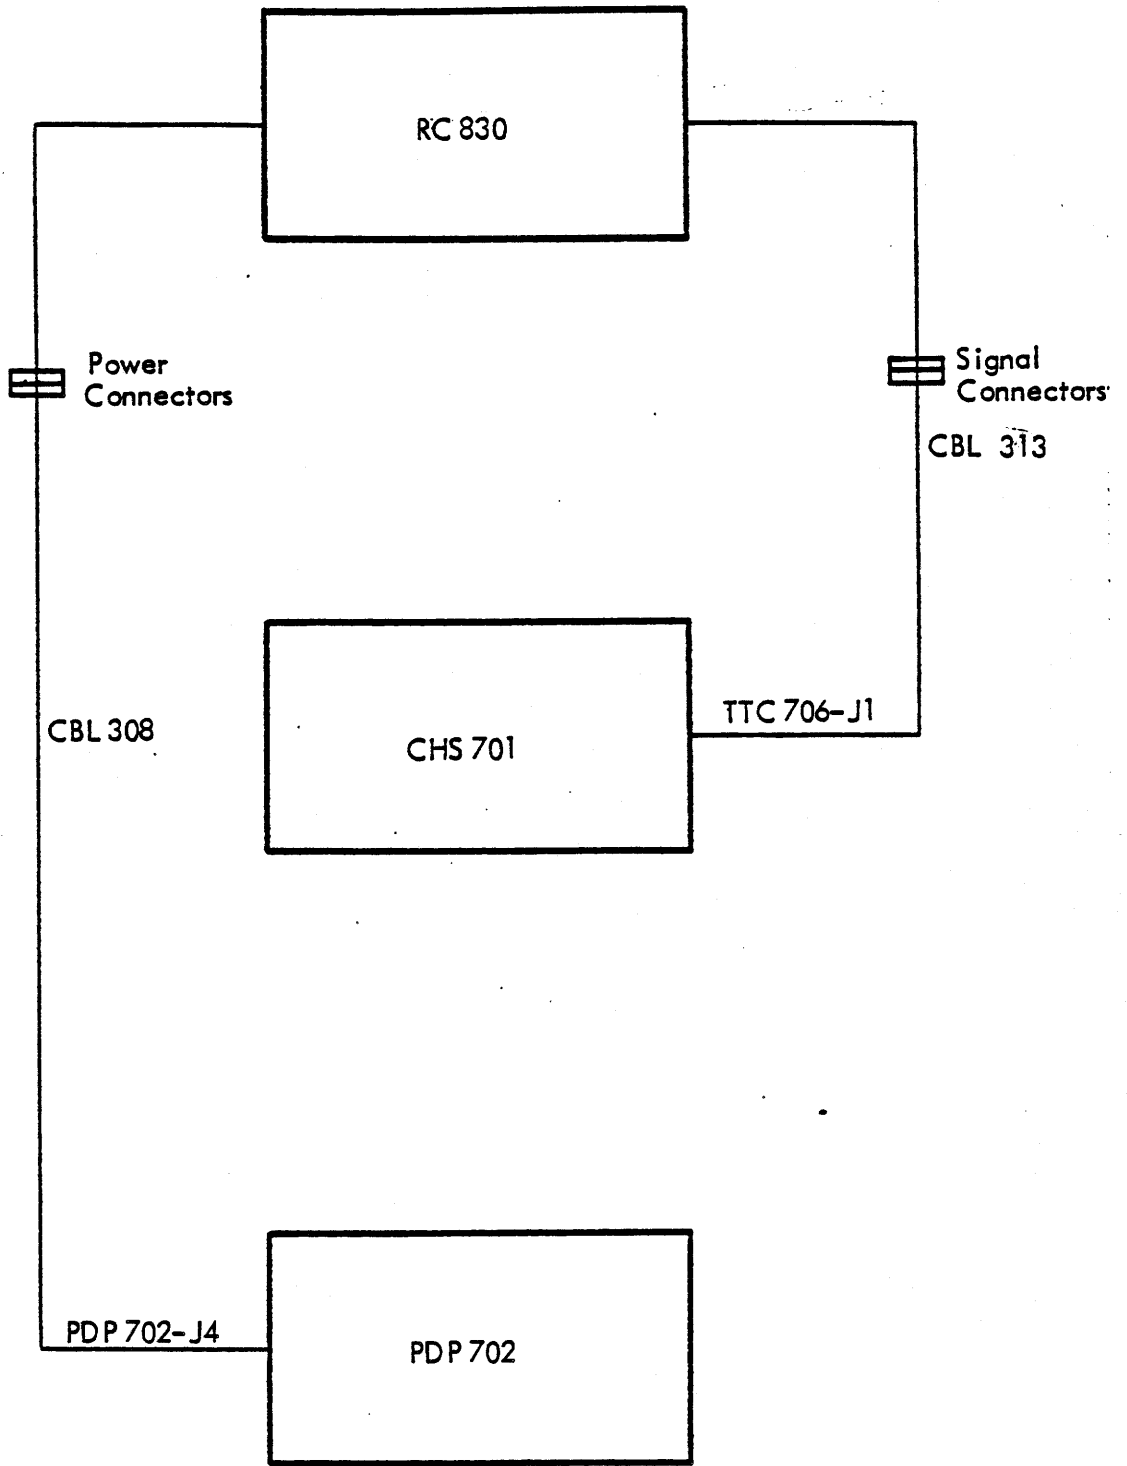 RC 830
Power
Connectors
Signal
Connectors
CBL 313
TTC 706-J1
CBL 308
CHS 701
PDP 702-J4
PDP 702